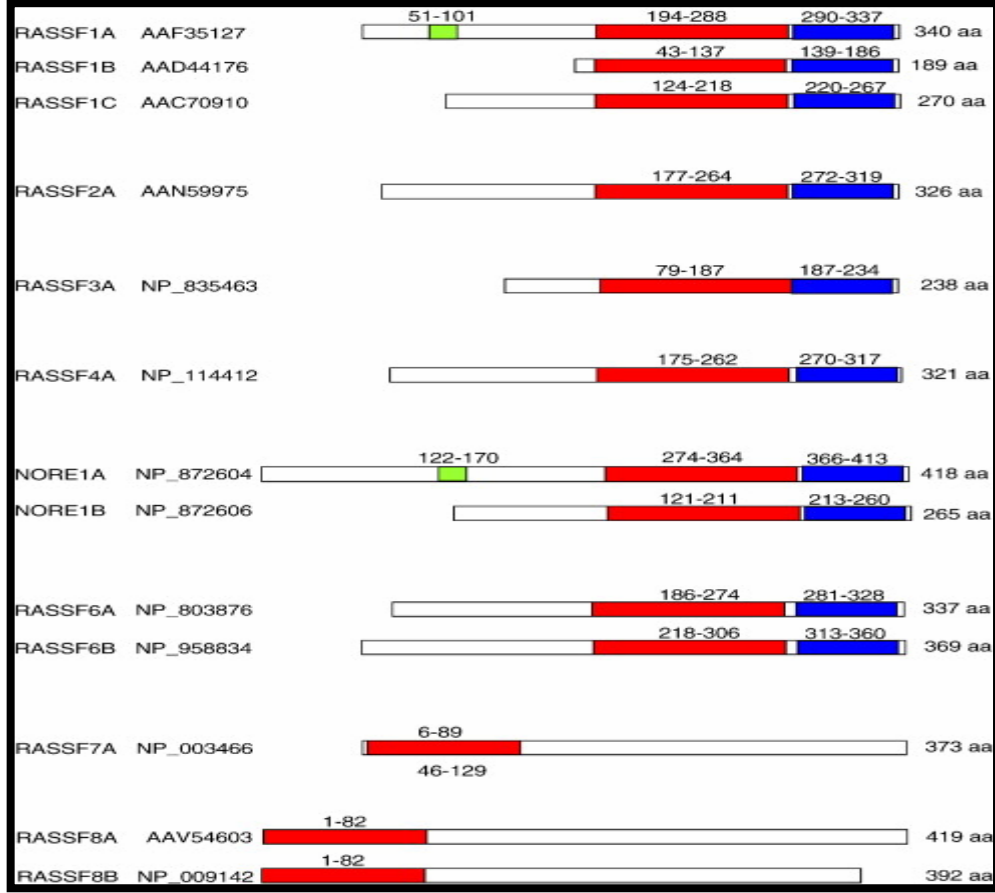 51-101 194-288 290-337
RASSF1A AAF35127 340 aa
43-137 139-186
RASSF1B AAD44176 189 aa
124-218 220-267
RASSF1C AAC70910 270 aa
177-264 272-319
RASSF2A AAN59975 326 aa
79-187 187-234
RASSF3A NP_835463 238 aa
175-262 270-317
RASSF4A NP_114412 321 aa
122-170 274-364 366-413
NORE1A NP_872604 418 aa
121-211 213-260
NORE1B NP_872606 265 aa
186-274 281-328
RASSF6A NP_803876 337 aa
218-306 313-360
RASSF6B NP_958834 369 aa
6-89
RASSF7A NP_003466 373 aa
46-129
1-82
RASSF8A AAV54603 419 aa
1-82
RASSF8B NP_009142 392 aa